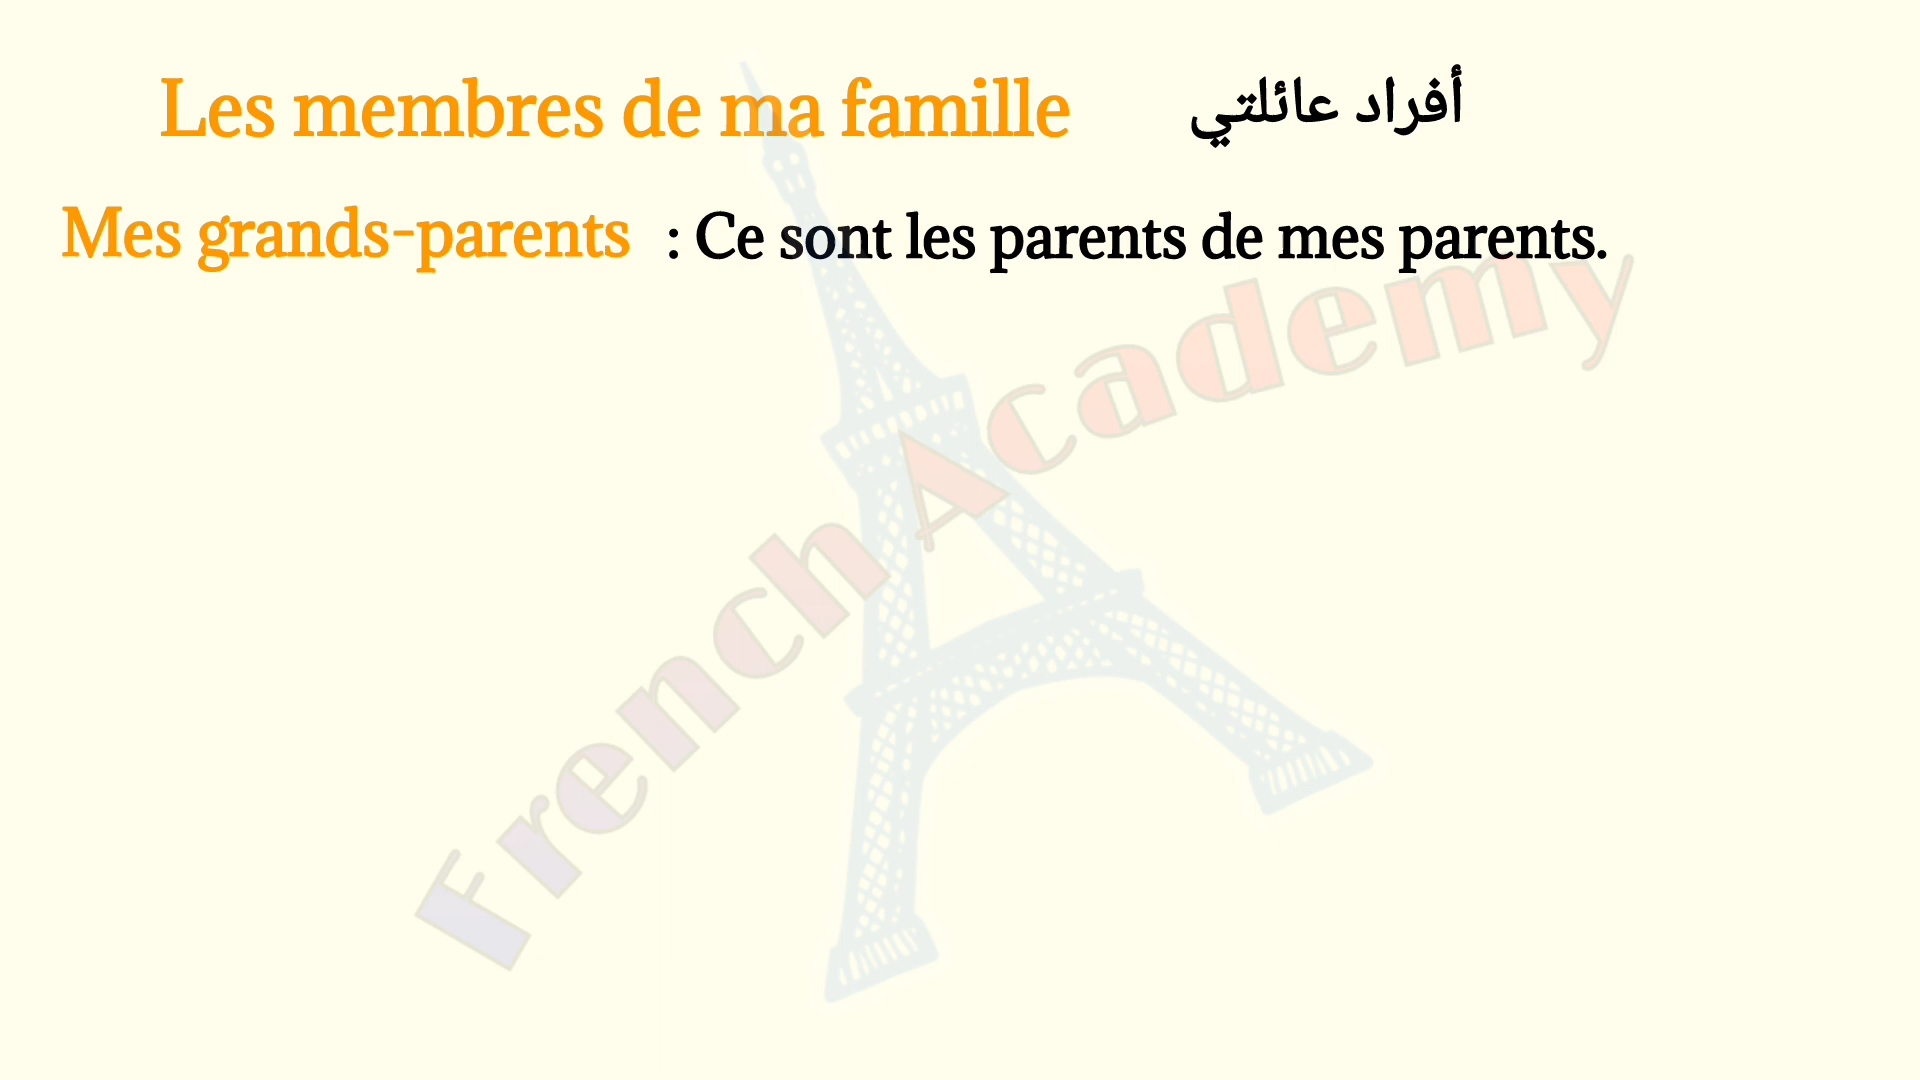 Les membres de ma famille أفراد عائلتي
Mes grands-parents : Ce sont les parents de mes parents.
French Academy